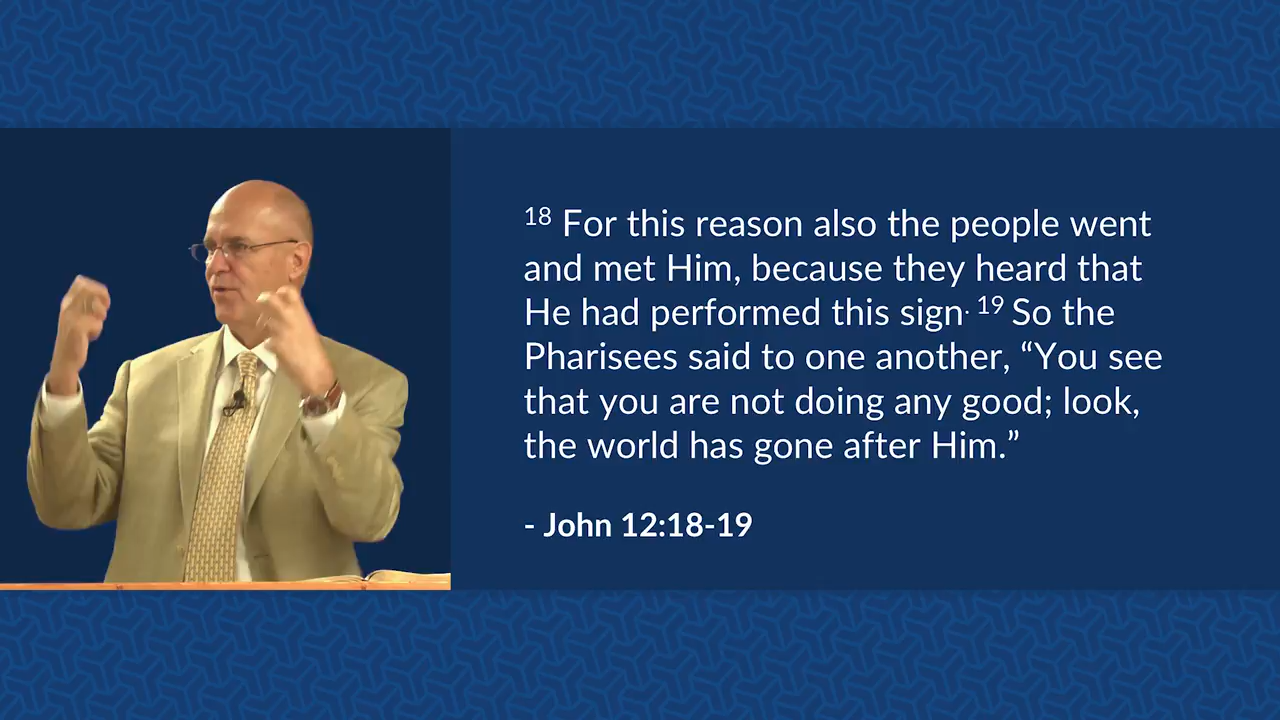 18 For this reason also the people went
and met Him, because they heard that
He had performed this sign. 19 So the
Pharisees said to one another, “You see
that you are not doing any good; look,
the world has gone after Him.”
- John 12:18-19